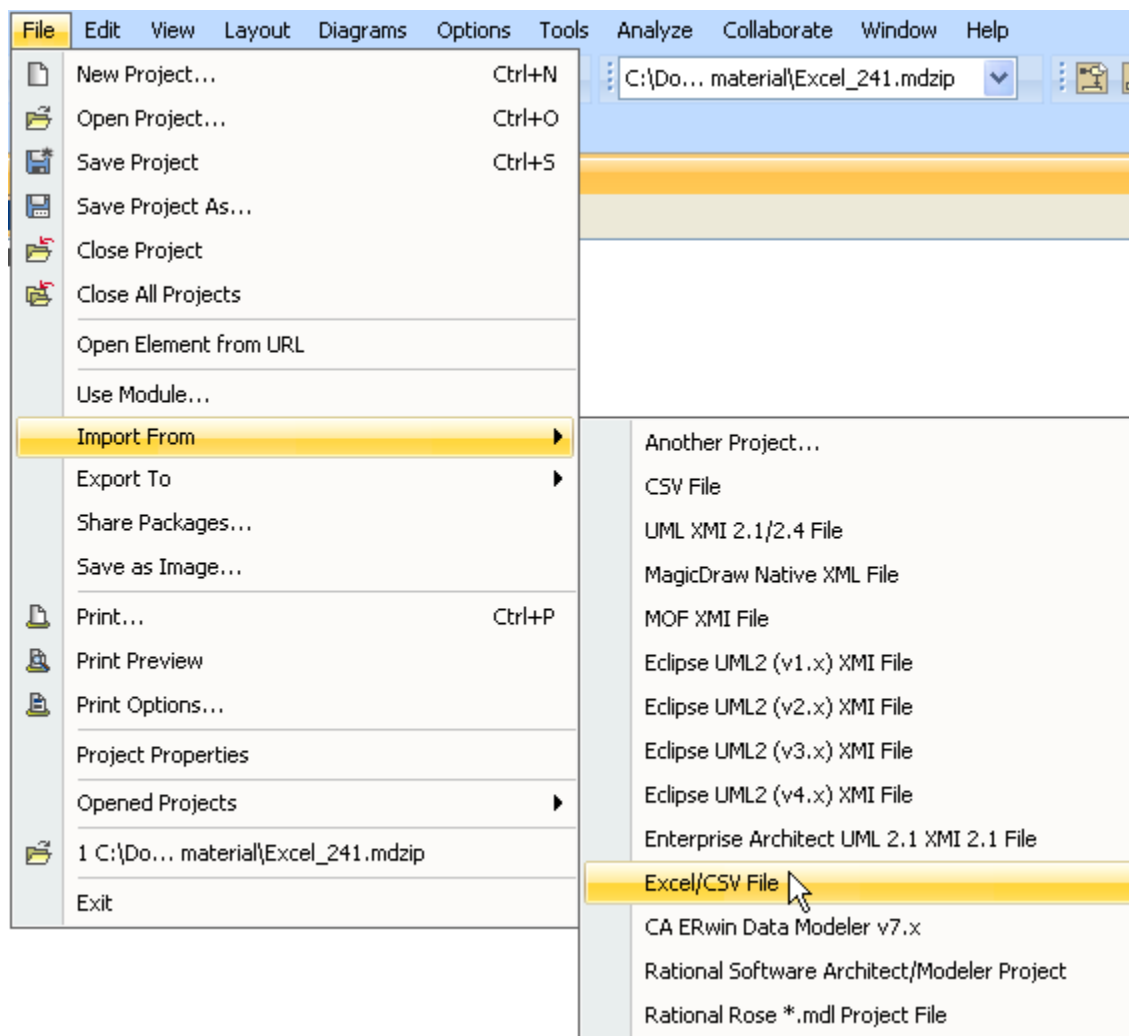 File Edit View Layout Diagrams Options Tools Analyze Collaborate Window Help
New Project... Ctrl+N
C:\Do... material\Excel_241.mdzip
Open Project... Ctrl+O
Save Project Ctrl+S
Save Project As...
Close Project
Close All Projects
Open Element from URL
Use Module...
Import From
Export To
Share Packages...
Save as Image...
Print... Ctrl+P
Print Preview
Print Options...
Project Properties
Opened Projects
1 C:\Do... material\Excel_241.mdzip
Exit
Another Project...
CSV File
UML XMI 2.1/2.4 File
MagicDraw Native XML File
MOF XMI File
Eclipse UML2 (v1.x) XMI File
Eclipse UML2 (v2.x) XMI File
Eclipse UML2 (v3.x) XMI File
Eclipse UML2 (v4.x) XMI File
Enterprise Architect UML 2.1 XMI 2.1 File
Excel/CSV File
CA ERwin Data Modeler v7.x
Rational Software Architect/Modeler Project
Rational Rose *.mdl Project File